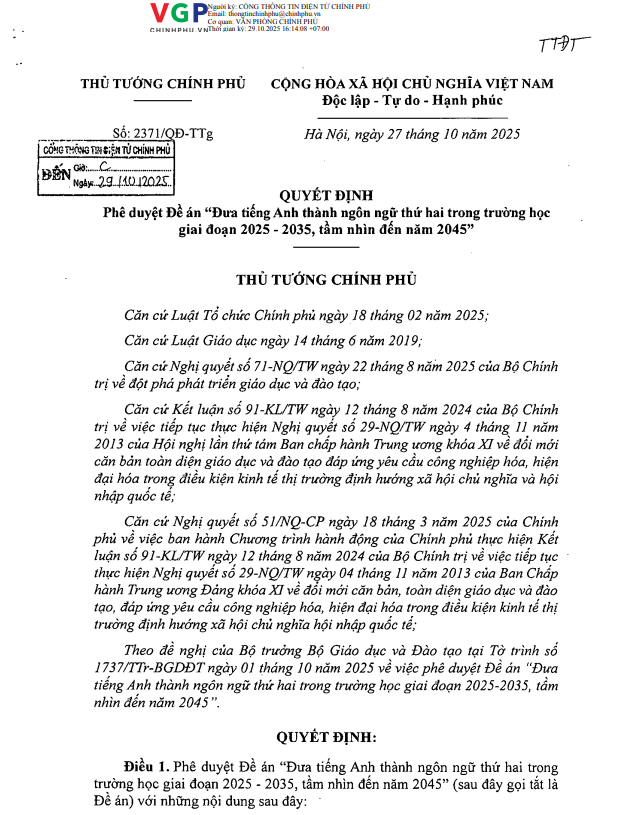 VGP
CHINHPHU.VN
Người ký: CỔNG THÔNG TIN ĐIỆN TỬ CHÍNH PHỦ
Email: thongtinchinhphu@chinhphu.vn
Cơ quan: VĂN PHÒNG CHÍNH PHỦ
Thời gian ký: 29.10.2025 16:14:08 +07:00
TTĐT
THỦ TƯỚNG CHÍNH PHỦ
CỘNG HÒA XÃ HỘI CHỦ NGHĨA VIỆT NAM
Độc lập - Tự do - Hạnh phúc
Số: 2371/QĐ-TTg
Hà Nội, ngày 27 tháng 10 năm 2025
CỔNG THÔNG TIN ĐIỆN TỬ CHÍNH PHỦ
ĐẾN
Giờ: C
Ngày: 29/10/2025
QUYẾT ĐỊNH
Phê duyệt Đề án “Đưa tiếng Anh thành ngôn ngữ thứ hai trong trường học
giai đoạn 2025 - 2035, tầm nhìn đến năm 2045”
THỦ TƯỚNG CHÍNH PHỦ
Căn cứ Luật Tổ chức Chính phủ ngày 18 tháng 02 năm 2025;
Căn cứ Luật Giáo dục ngày 14 tháng 6 năm 2019;
Căn cứ Nghị quyết số 71-NQ/TW ngày 22 tháng 8 năm 2025 của Bộ Chính
trị về đột phá phát triển giáo dục và đào tạo;
Căn cứ Kết luận số 91-KL/TW ngày 12 tháng 8 năm 2024 của Bộ Chính
trị về việc tiếp tục thực hiện Nghị quyết số 29-NQ/TW ngày 4 tháng 11 năm
2013 của Hội nghị lần thứ tám Ban chấp hành Trung ương khóa XI về đổi mới
căn bản toàn diện giáo dục và đào tạo đáp ứng yêu cầu công nghiệp hóa, hiện
đại hóa trong điều kiện kinh tế thị trường định hướng xã hội chủ nghĩa và hội
nhập quốc tế;
Căn cứ Nghị quyết số 51/NQ-CP ngày 18 tháng 3 năm 2025 của Chính
phủ về việc ban hành Chương trình hành động của Chính phủ thực hiện Kết
luận số 91-KL/TW ngày 12 tháng 8 năm 2024 của Bộ Chính trị về việc tiếp tục
thực hiện Nghị quyết số 29-NQ/TW ngày 04 tháng 11 năm 2013 của Ban Chấp
hành Trung ương Đảng khóa XI về đổi mới căn bản, toàn diện giáo dục và đào
tạo, đáp ứng yêu cầu công nghiệp hóa, hiện đại hóa trong điều kiện kinh tế thị
trường định hướng xã hội chủ nghĩa hội nhập quốc tế;
Theo đề nghị của Bộ trưởng Bộ Giáo dục và Đào tạo tại Tờ trình số
1737/TTr-BGDĐT ngày 01 tháng 10 năm 2025 về việc phê duyệt Đề án “Đưa
tiếng Anh thành ngôn ngữ thứ hai trong trường học giai đoạn 2025-2035, tầm
nhìn đến năm 2045”.
QUYẾT ĐỊNH:
Điều 1. Phê duyệt Đề án “Đưa tiếng Anh thành ngôn ngữ thứ hai trong
trường học giai đoạn 2025 - 2035, tầm nhìn đến năm 2045” (sau đây gọi tắt là
Đề án) với những nội dung sau đây: